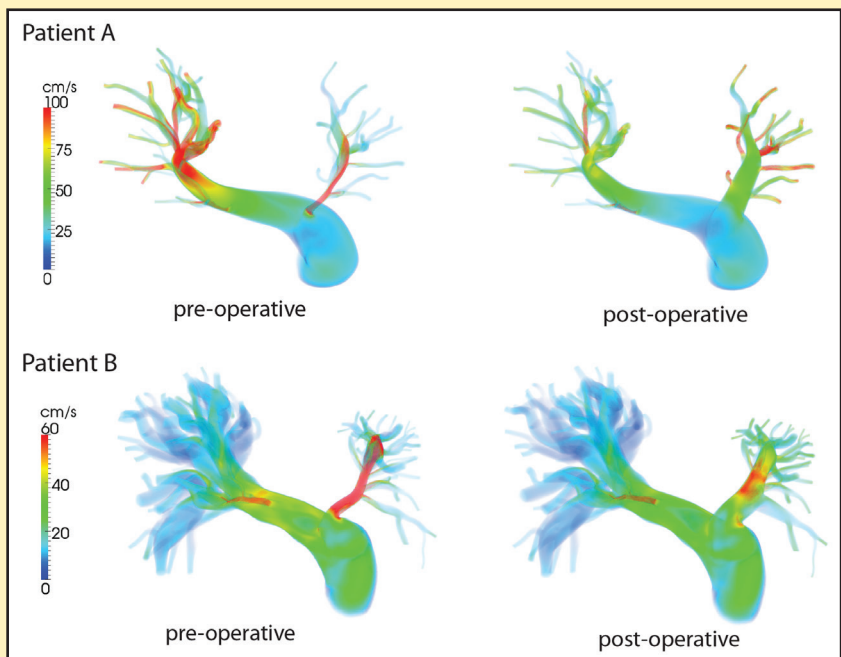 Patient A
cm/s
100
75
50
25
0
pre-operative
post-operative
Patient B
cm/s
60
40
20
0
pre-operative
post-operative